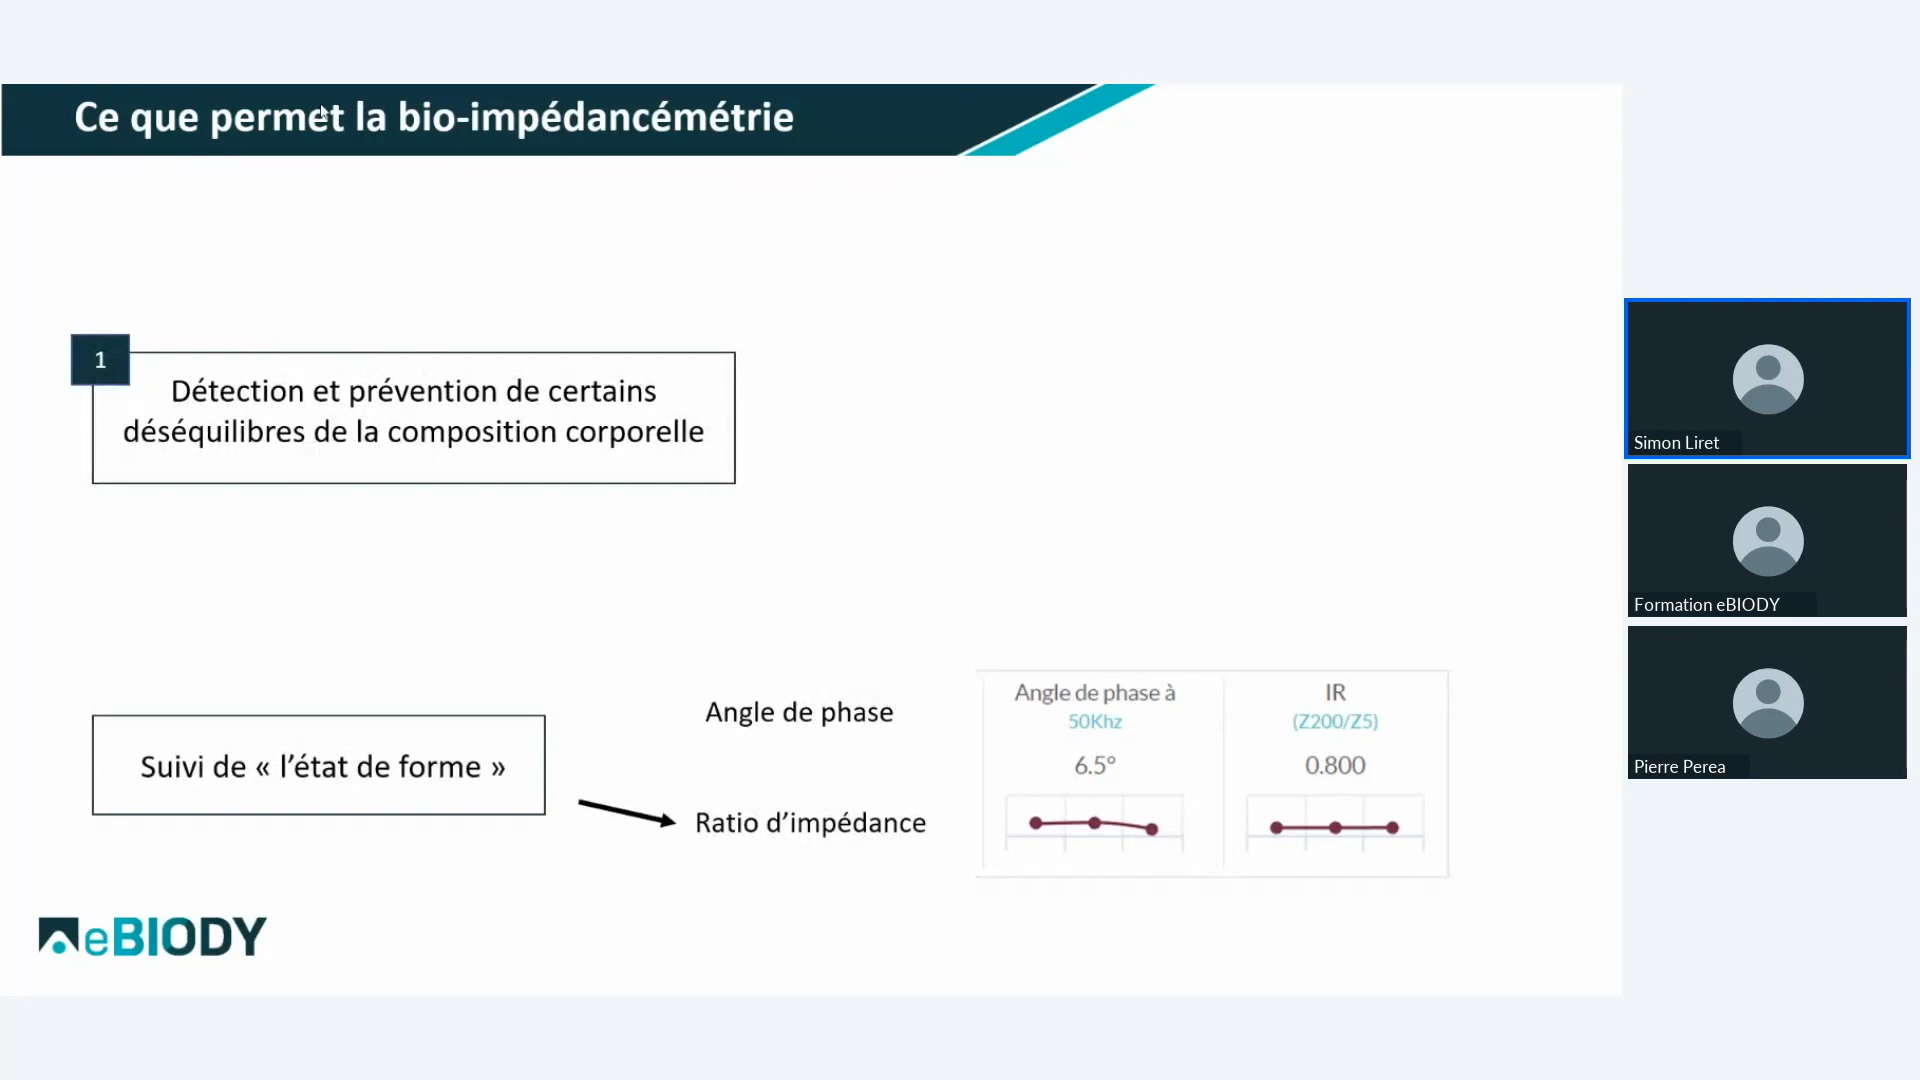 Ce que permet la bio-impédancémétrie
1
Détection et prévention de certains
déséquilibres de la composition corporelle
Suivi de « l’état de forme »
Angle de phase
Ratio d’impédance
Angle de phase à
50Khz
6.5°
IR
(Z200/Z5)
0.800
eBIODY
Simon Liret
Formation eBIODY
Pierre Perea